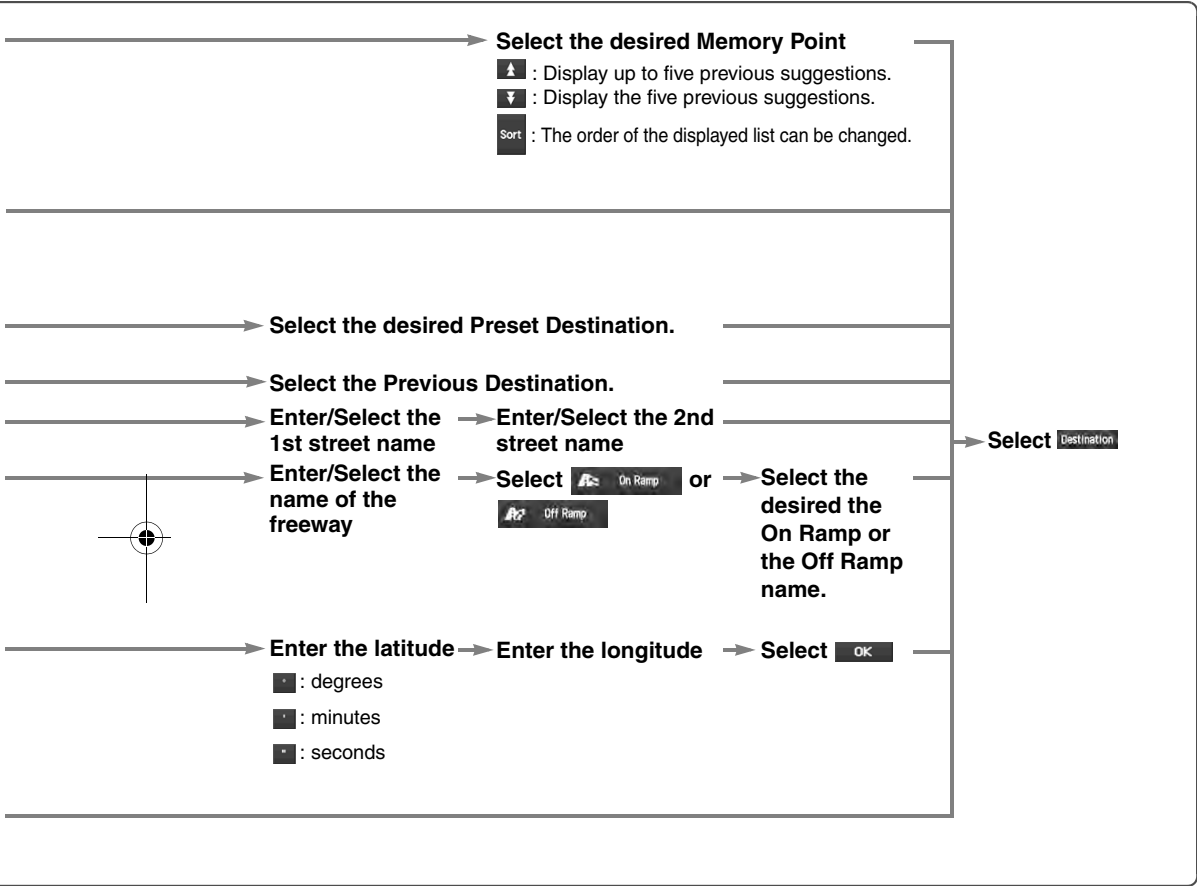 Select the desired Memory Point
: Display up to five previous suggestions.
: Display the five previous suggestions.
Sort : The order of the displayed list can be changed.
Select the desired Preset Destination.
Select the Previous Destination.
Enter/Select the
1st street name
Enter/Select the 2nd
street name
Select Destination
Enter/Select the
name of the
freeway
Select On Ramp or
Off Ramp
Select the
desired the
On Ramp or
the Off Ramp
name.
Enter the latitude
° : degrees
' : minutes
" : seconds
Enter the longitude
Select OK